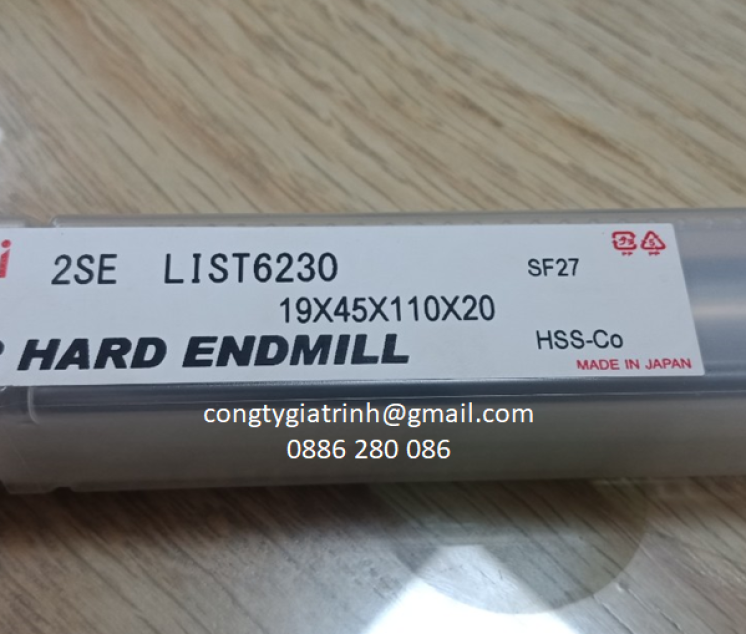 2SE LIST6230 SF27
19X45X110X20
HARD ENDMILL HSS-Co
MADE IN JAPAN
congtygiatrinh@gmail.com
0886 280 086